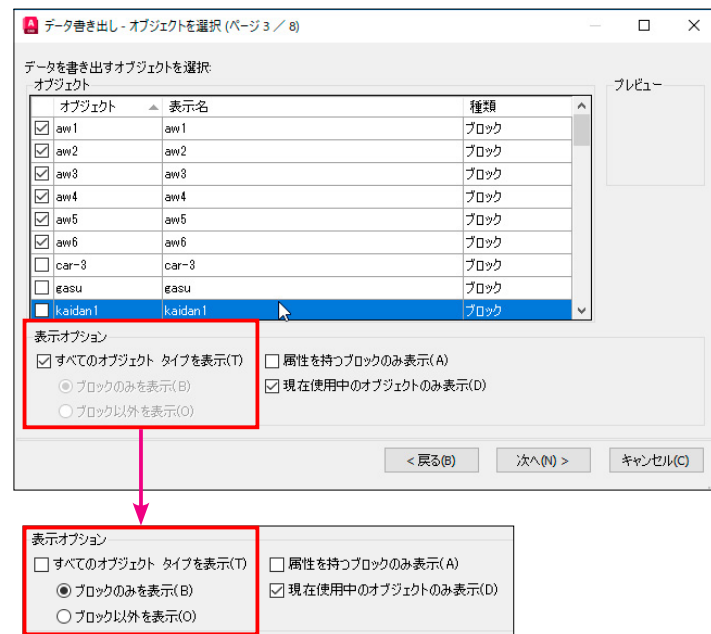 データ書き出し - オブジェクトを選択 (ページ 3 / 8)
データを書き出すオブジェクトを選択:
オブジェクト
プレビュー
オブジェクト 表示名 種類
aw1 aw1 ブロック
aw2 aw2 ブロック
aw3 aw3 ブロック
aw4 aw4 ブロック
aw5 aw5 ブロック
aw6 aw6 ブロック
car-3 car-3 ブロック
gasu gasu ブロック
kaidan1 kaidan1 ブロック
表示オプション
すべてのオブジェクト タイプを表示(T) 属性を持つブロックのみ表示(A)
ブロックのみを表示(B) 現在使用中のオブジェクトのみ表示(D)
ブロック以外を表示(O)
< 戻る(B) 次へ(N) > キャンセル(C)
表示オプション
すべてのオブジェクト タイプを表示(T) 属性を持つブロックのみ表示(A)
ブロックのみを表示(B) 現在使用中のオブジェクトのみ表示(D)
ブロック以外を表示(O)